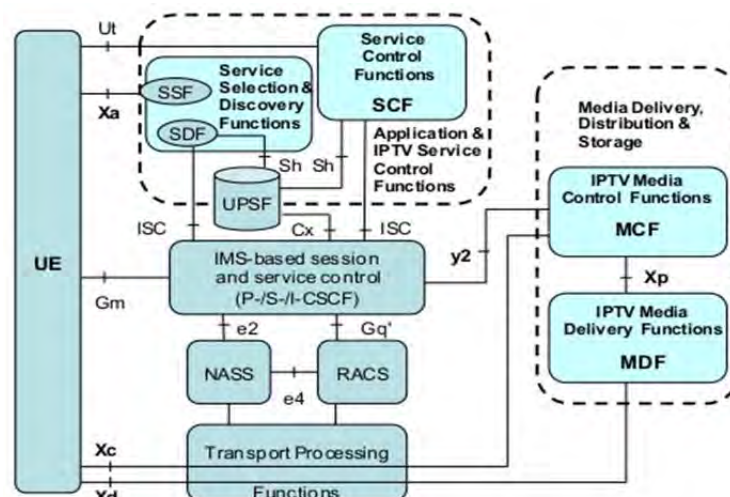 Ut
Service
Control
Functions
SCF
Service
Selection &
Discovery
Functions
SSF
Xa
SDF
Application &
IPTV Service
Control
Functions
Sh
Sh
UPSF
ISC
Cx
ISC
Media Delivery,
Distribution &
Storage
IPTV Media
Control Functions
MCF
UE
IMS-based session
and service control
(P-/S-/I-CSCF)
y2
Xp
Gm
IPTV Media
Delivery Functions
MDF
e2
Gq'
NASS
RACS
e4
Xc
Transport Processing
Functions
Xd